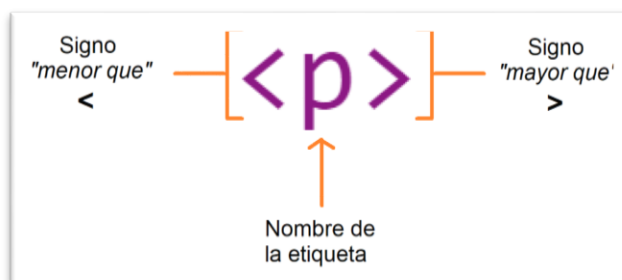 Signo
"menor que"
<
<p>
Signo
"mayor que'
>
Nombre de
la etiqueta